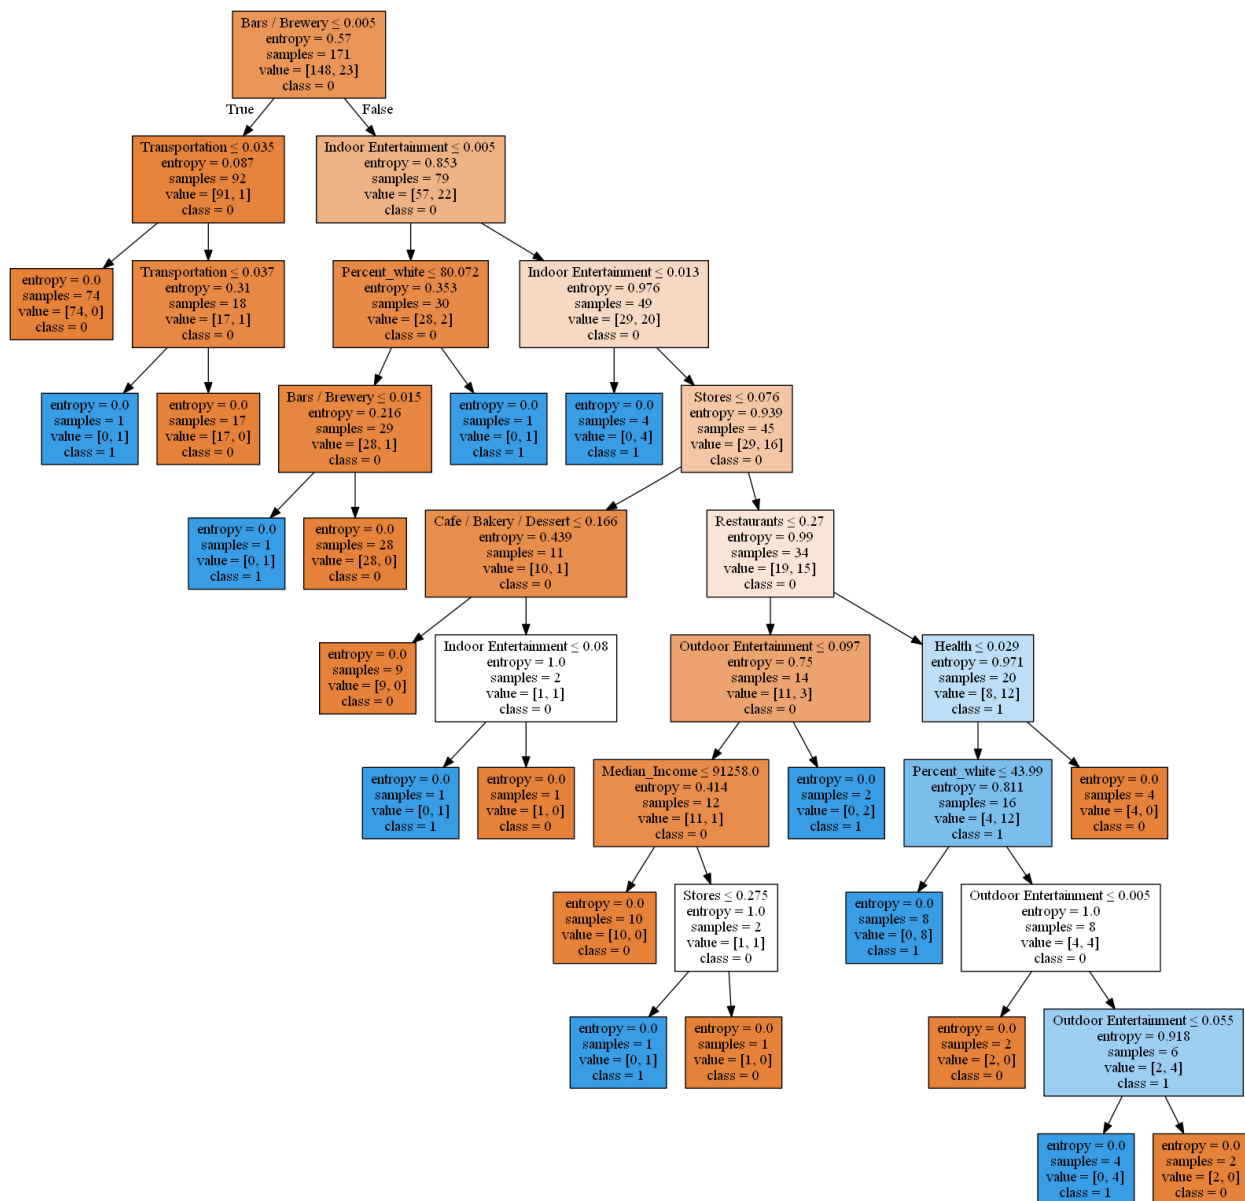 Bars / Brewery ≤ 0.005
entropy = 0.57
samples = 171
value = [148, 23]
class = 0
True
False
Transportation ≤ 0.035
entropy = 0.087
samples = 92
value = [91, 1]
class = 0
Indoor Entertainment ≤ 0.005
entropy = 0.853
samples = 79
value = [57, 22]
class = 0
entropy = 0.0
samples = 74
value = [74, 0]
class = 0
Transportation ≤ 0.037
entropy = 0.31
samples = 18
value = [17, 1]
class = 0
Percent_white ≤ 80.072
entropy = 0.353
samples = 30
value = [28, 2]
class = 0
Indoor Entertainment ≤ 0.013
entropy = 0.976
samples = 49
value = [29, 20]
class = 0
entropy = 0.0
samples = 1
value = [0, 1]
class = 1
entropy = 0.0
samples = 17
value = [17, 0]
class = 0
Bars / Brewery ≤ 0.015
entropy = 0.216
samples = 29
value = [28, 1]
class = 0
entropy = 0.0
samples = 1
value = [0, 1]
class = 1
entropy = 0.0
samples = 4
value = [0, 4]
class = 1
Stores ≤ 0.076
entropy = 0.939
samples = 45
value = [29, 16]
class = 0
entropy = 0.0
samples = 1
value = [0, 1]
class = 1
entropy = 0.0
samples = 28
value = [28, 0]
class = 0
Cafe / Bakery / Dessert ≤ 0.166
entropy = 0.439
samples = 11
value = [10, 1]
class = 0
Restaurants ≤ 0.27
entropy = 0.99
samples = 34
value = [19, 15]
class = 0
entropy = 0.0
samples = 9
value = [9, 0]
class = 0
Indoor Entertainment ≤ 0.08
entropy = 1.0
samples = 2
value = [1, 1]
class = 0
Outdoor Entertainment ≤ 0.097
entropy = 0.75
samples = 14
value = [11, 3]
class = 0
Health ≤ 0.029
entropy = 0.971
samples = 20
value = [8, 12]
class = 1
entropy = 0.0
samples = 1
value = [0, 1]
class = 1
entropy = 0.0
samples = 1
value = [1, 0]
class = 0
Median_Income ≤ 91258.0
entropy = 0.414
samples = 12
value = [11, 1]
class = 0
entropy = 0.0
samples = 2
value = [0, 2]
class = 1
Percent_white ≤ 43.99
entropy = 0.811
samples = 16
value = [4, 12]
class = 1
entropy = 0.0
samples = 4
value = [4, 0]
class = 0
entropy = 0.0
samples = 10
value = [10, 0]
class = 0
Stores ≤ 0.275
entropy = 1.0
samples = 2
value = [1, 1]
class = 0
entropy = 0.0
samples = 8
value = [0, 8]
class = 1
Outdoor Entertainment ≤ 0.005
entropy = 1.0
samples = 8
value = [4, 4]
class = 0
entropy = 0.0
samples = 1
value = [0, 1]
class = 1
entropy = 0.0
samples = 1
value = [1, 0]
class = 0
entropy = 0.0
samples = 2
value = [2, 0]
class = 0
Outdoor Entertainment ≤ 0.055
entropy = 0.918
samples = 6
value = [2, 4]
class = 1
entropy = 0.0
samples = 4
value = [0, 4]
class = 1
entropy = 0.0
samples = 2
value = [2, 0]
class = 0